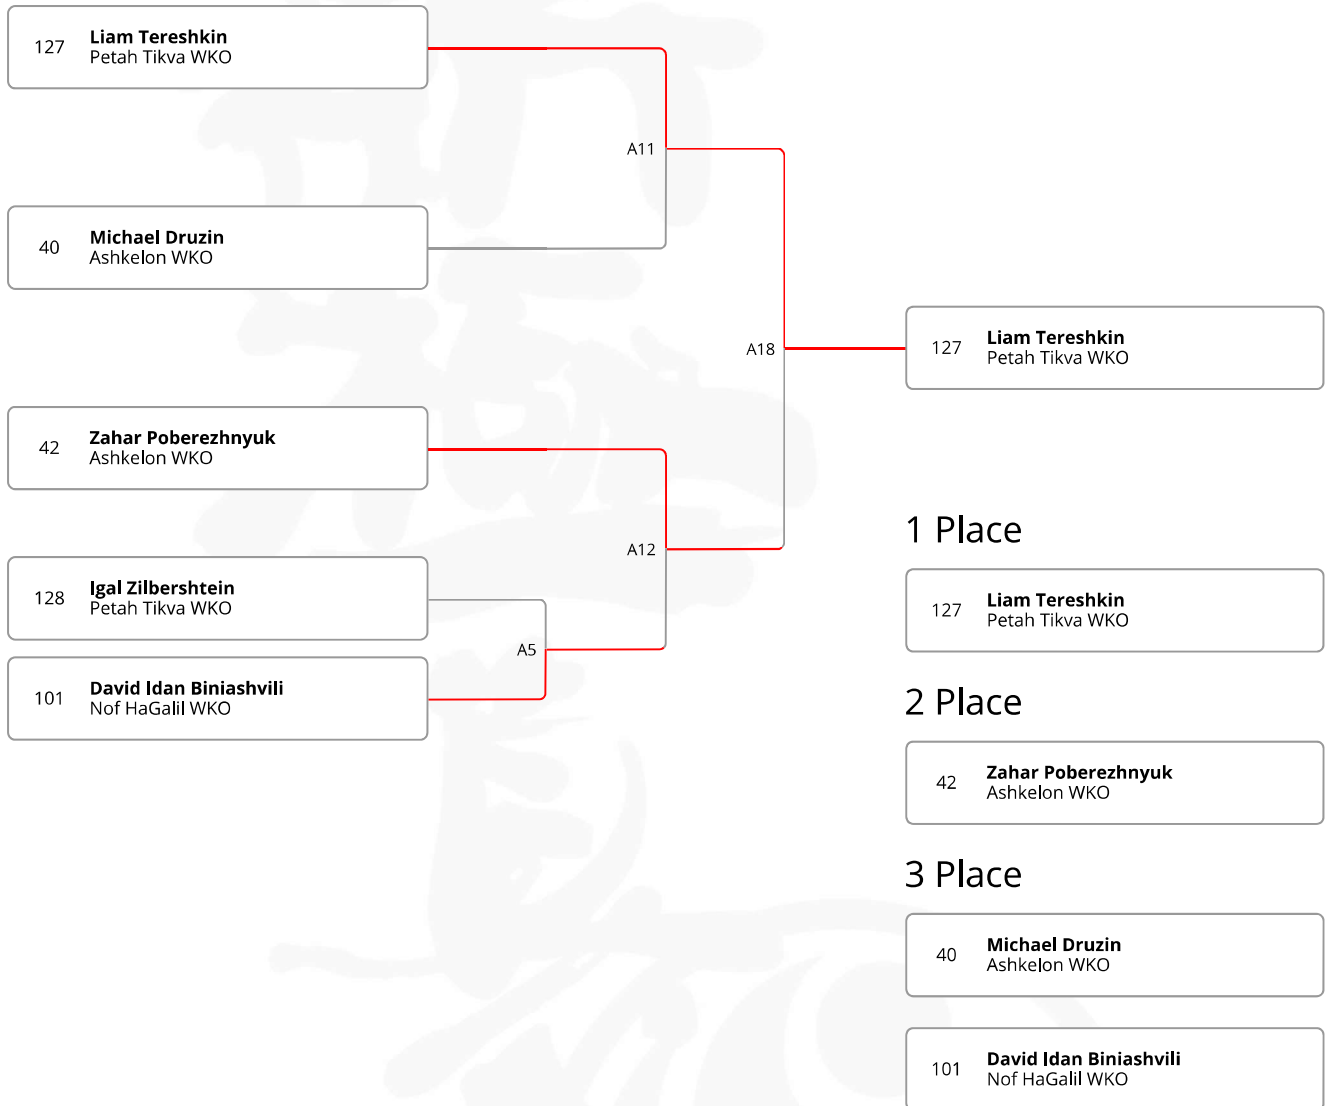 127 Liam Tereshkin
Petah Tikva WKO
A11
40 Michael Druzin
Ashkelon WKO
A18
127 Liam Tereshkin
Petah Tikva WKO
42 Zahar Poberezhnyuk
Ashkelon WKO
A12
128 Igal Zilbershtein
Petah Tikva WKO
A5
101 David Idan Biniashvili
Nof HaGalil WKO
1 Place
127 Liam Tereshkin
Petah Tikva WKO
2 Place
42 Zahar Poberezhnyuk
Ashkelon WKO
3 Place
40 Michael Druzin
Ashkelon WKO
101 David Idan Biniashvili
Nof HaGalil WKO